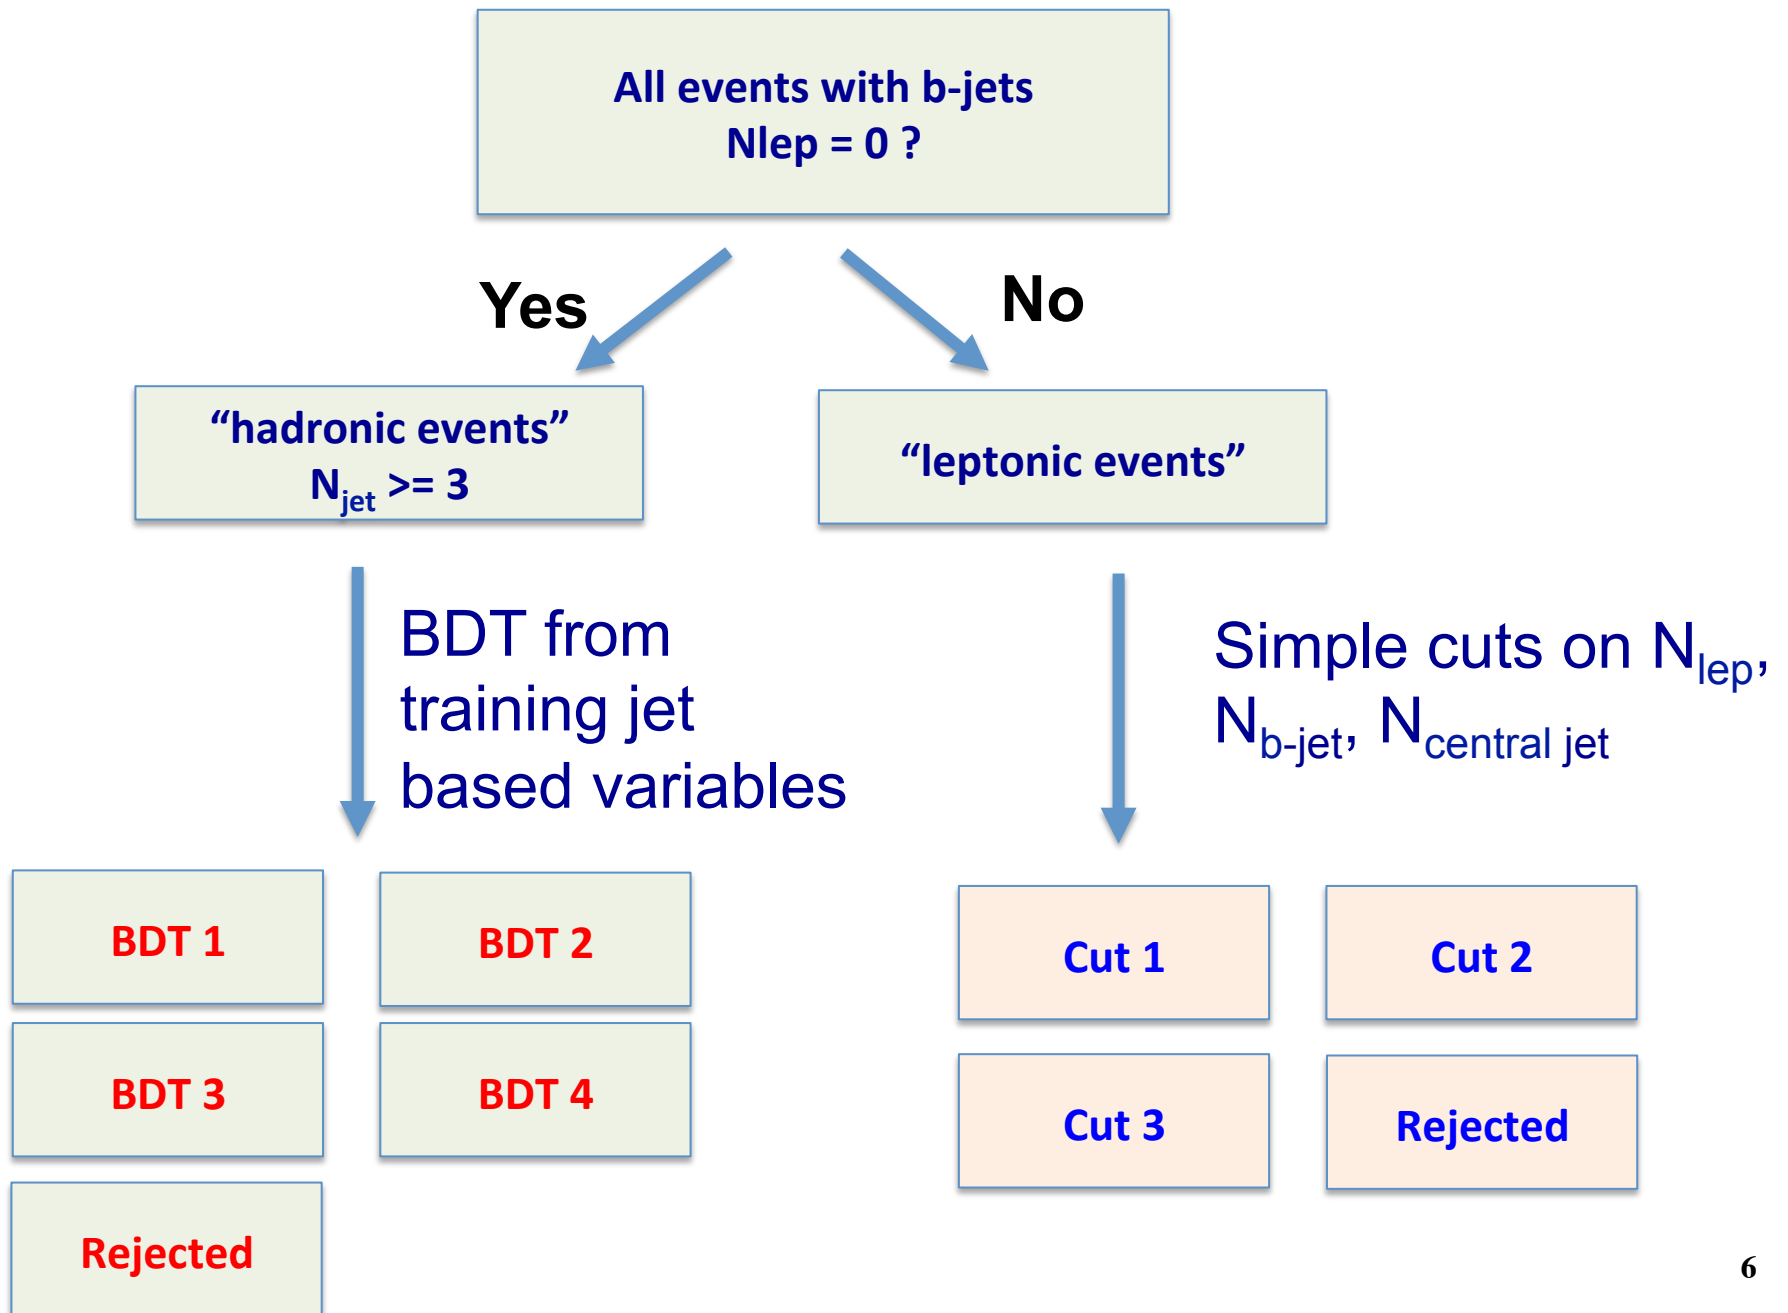 All events with b-jets
Nlep = 0 ?
Yes
No
“hadronic events”
Njet >= 3
“leptonic events”
BDT from
training jet
based variables
Simple cuts on Nlep,
Nb-jet, Ncentral jet
BDT 1
BDT 2
BDT 3
BDT 4
Rejected
Cut 1
Cut 2
Cut 3
Rejected
6